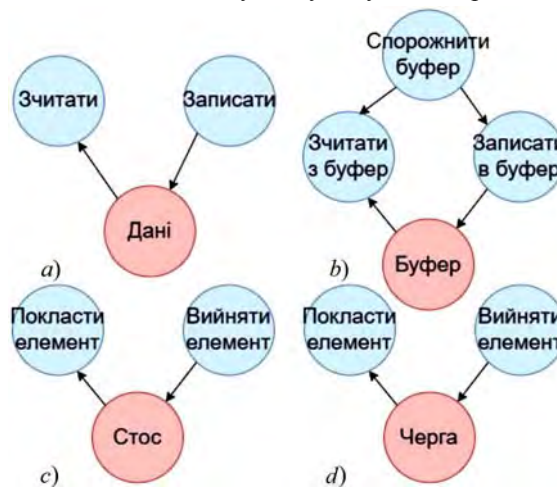 Спорожнити
буфер
Зчитати
Записати
Зчитати
з буфер
Записати
в буфер
Дані
a)
Буфер
b)
Покласти
елемент
Вийняти
елемент
Покласти
елемент
Вийняти
елемент
Стос
c)
Черга
d)